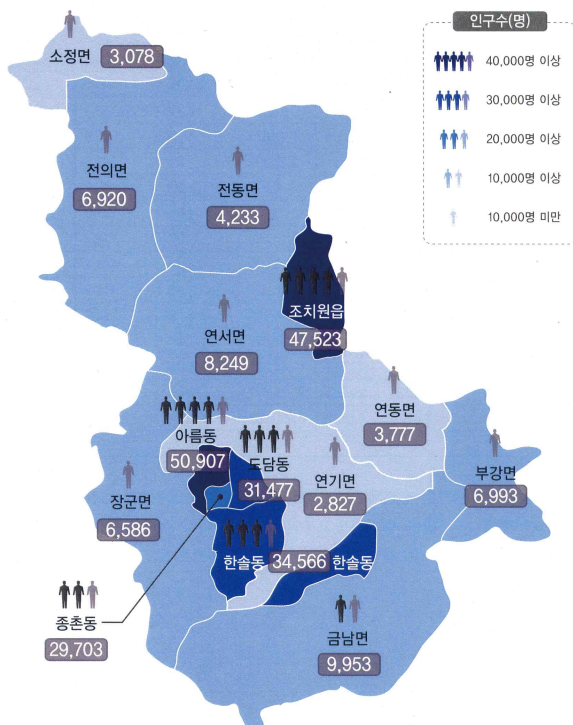 인구수(명)
40,000명 이상
30,000명 이상
20,000명 이상
10,000명 이상
10,000명 미만
소정면 3,078
전의면
6,920
전동면
4,233
조치원읍
47,523
연서면
8,249
연동면
3,777
아름동
50,907
도담동
31,477
연기면
2,827
부강면
6,993
장군면
6,586
한솔동 34,566 한솔동
종촌동
29,703
금남면
9,953